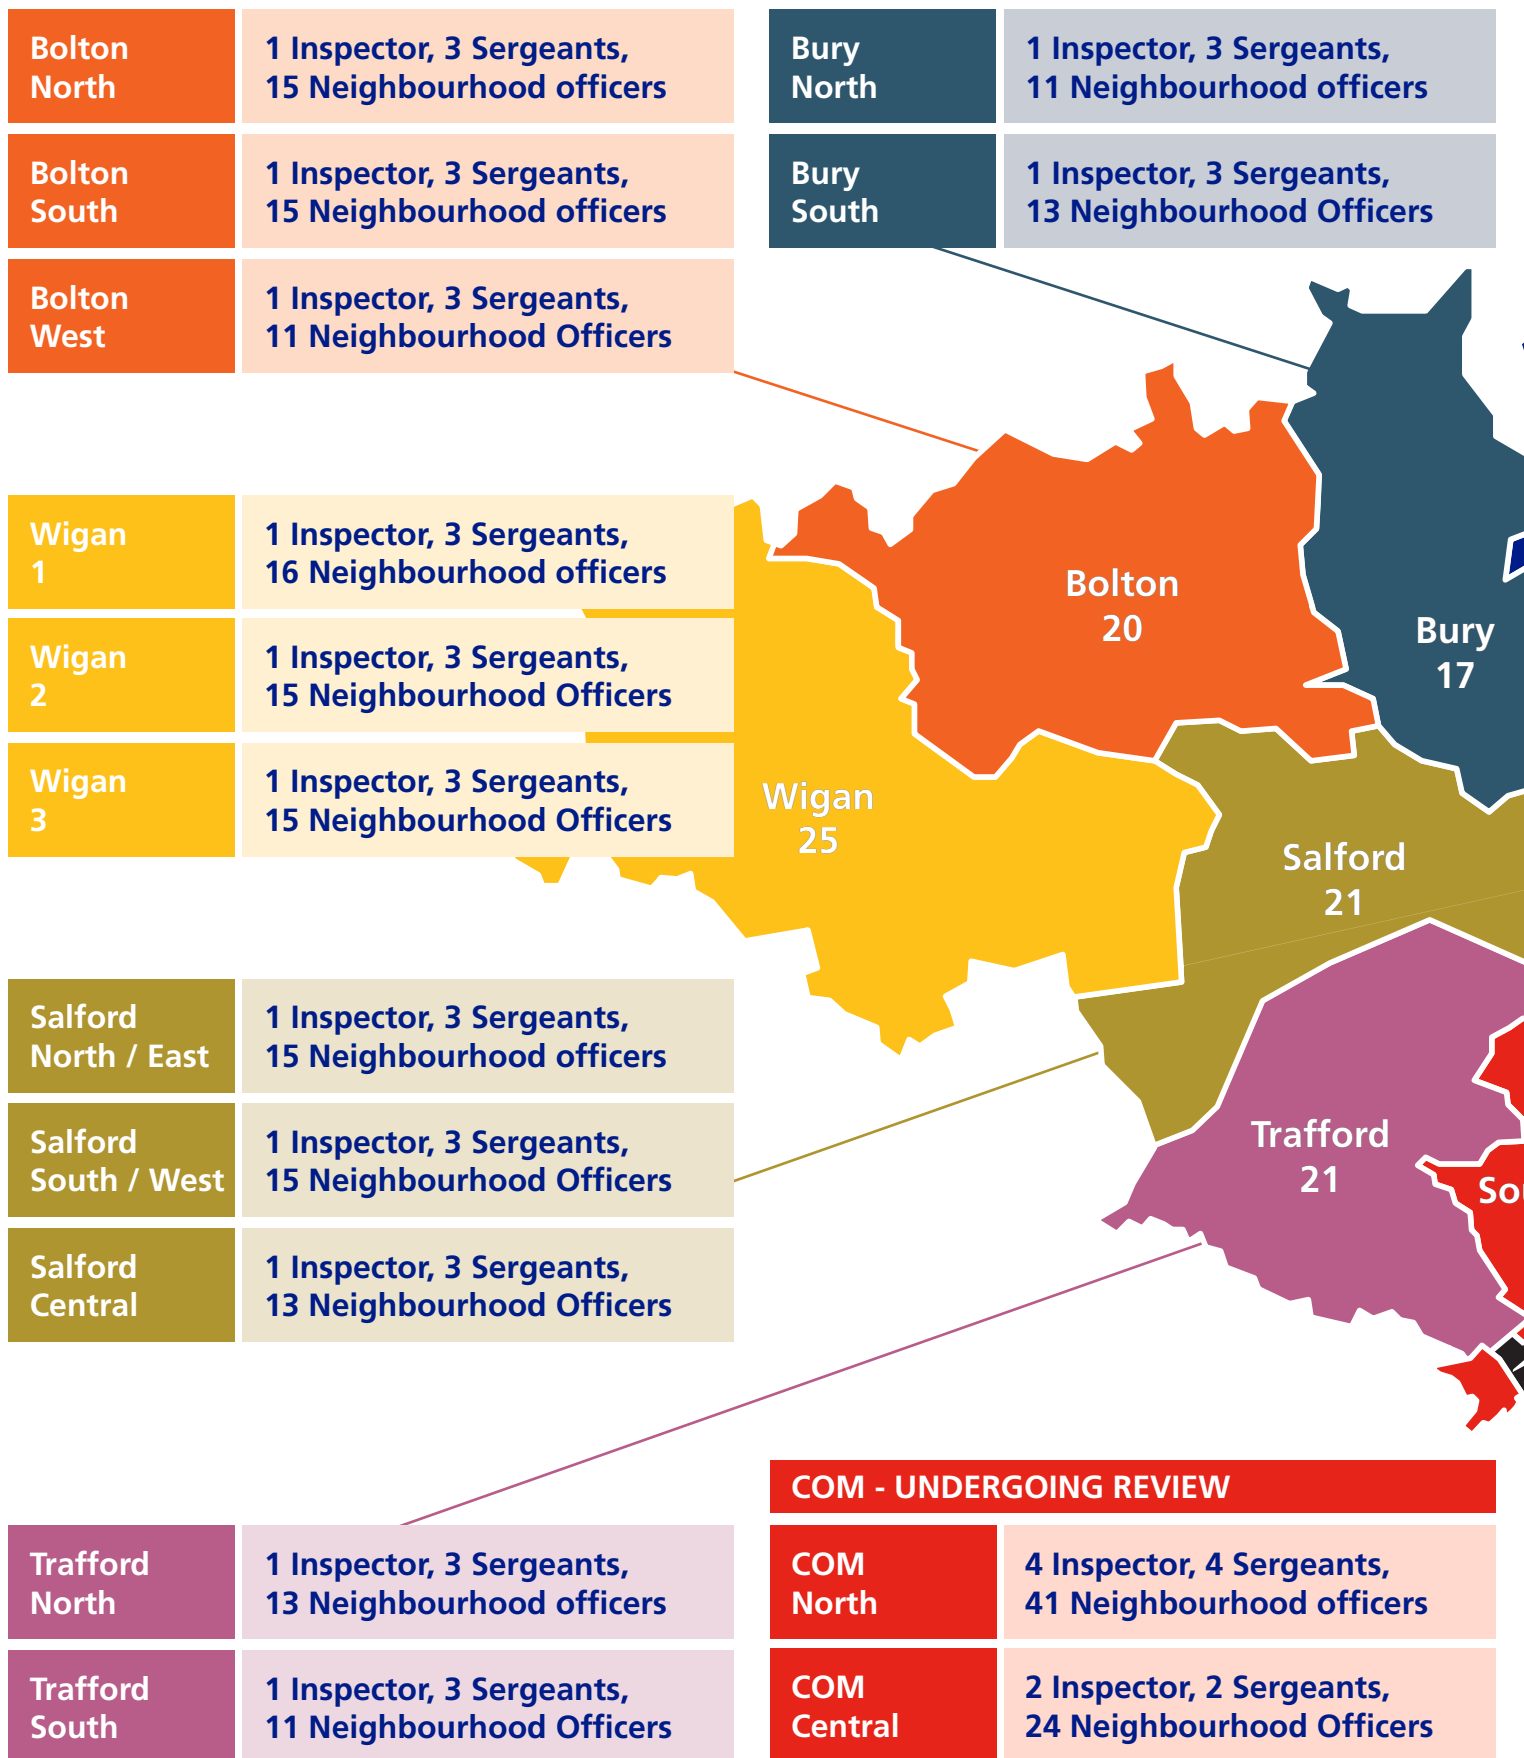 Bolton
North
1 Inspector, 3 Sergeants,
15 Neighbourhood officers
Bolton
South
1 Inspector, 3 Sergeants,
15 Neighbourhood officers
Bolton
West
1 Inspector, 3 Sergeants,
11 Neighbourhood Officers
Bury
North
1 Inspector, 3 Sergeants,
11 Neighbourhood officers
Bury
South
1 Inspector, 3 Sergeants,
13 Neighbourhood Officers
Wigan
1
1 Inspector, 3 Sergeants,
16 Neighbourhood officers
Wigan
2
1 Inspector, 3 Sergeants,
15 Neighbourhood Officers
Wigan
3
1 Inspector, 3 Sergeants,
15 Neighbourhood Officers
Bolton
20
Bury
17
Wigan
25
Salford
21
Trafford
21
Salford
North / East
1 Inspector, 3 Sergeants,
15 Neighbourhood officers
Salford
South / West
1 Inspector, 3 Sergeants,
15 Neighbourhood Officers
Salford
Central
1 Inspector, 3 Sergeants,
13 Neighbourhood Officers
Trafford
North
1 Inspector, 3 Sergeants,
13 Neighbourhood officers
Trafford
South
1 Inspector, 3 Sergeants,
11 Neighbourhood Officers
COM - UNDERGOING REVIEW
COM
North
4 Inspector, 4 Sergeants,
41 Neighbourhood officers
COM
Central
2 Inspector, 2 Sergeants,
24 Neighbourhood Officers